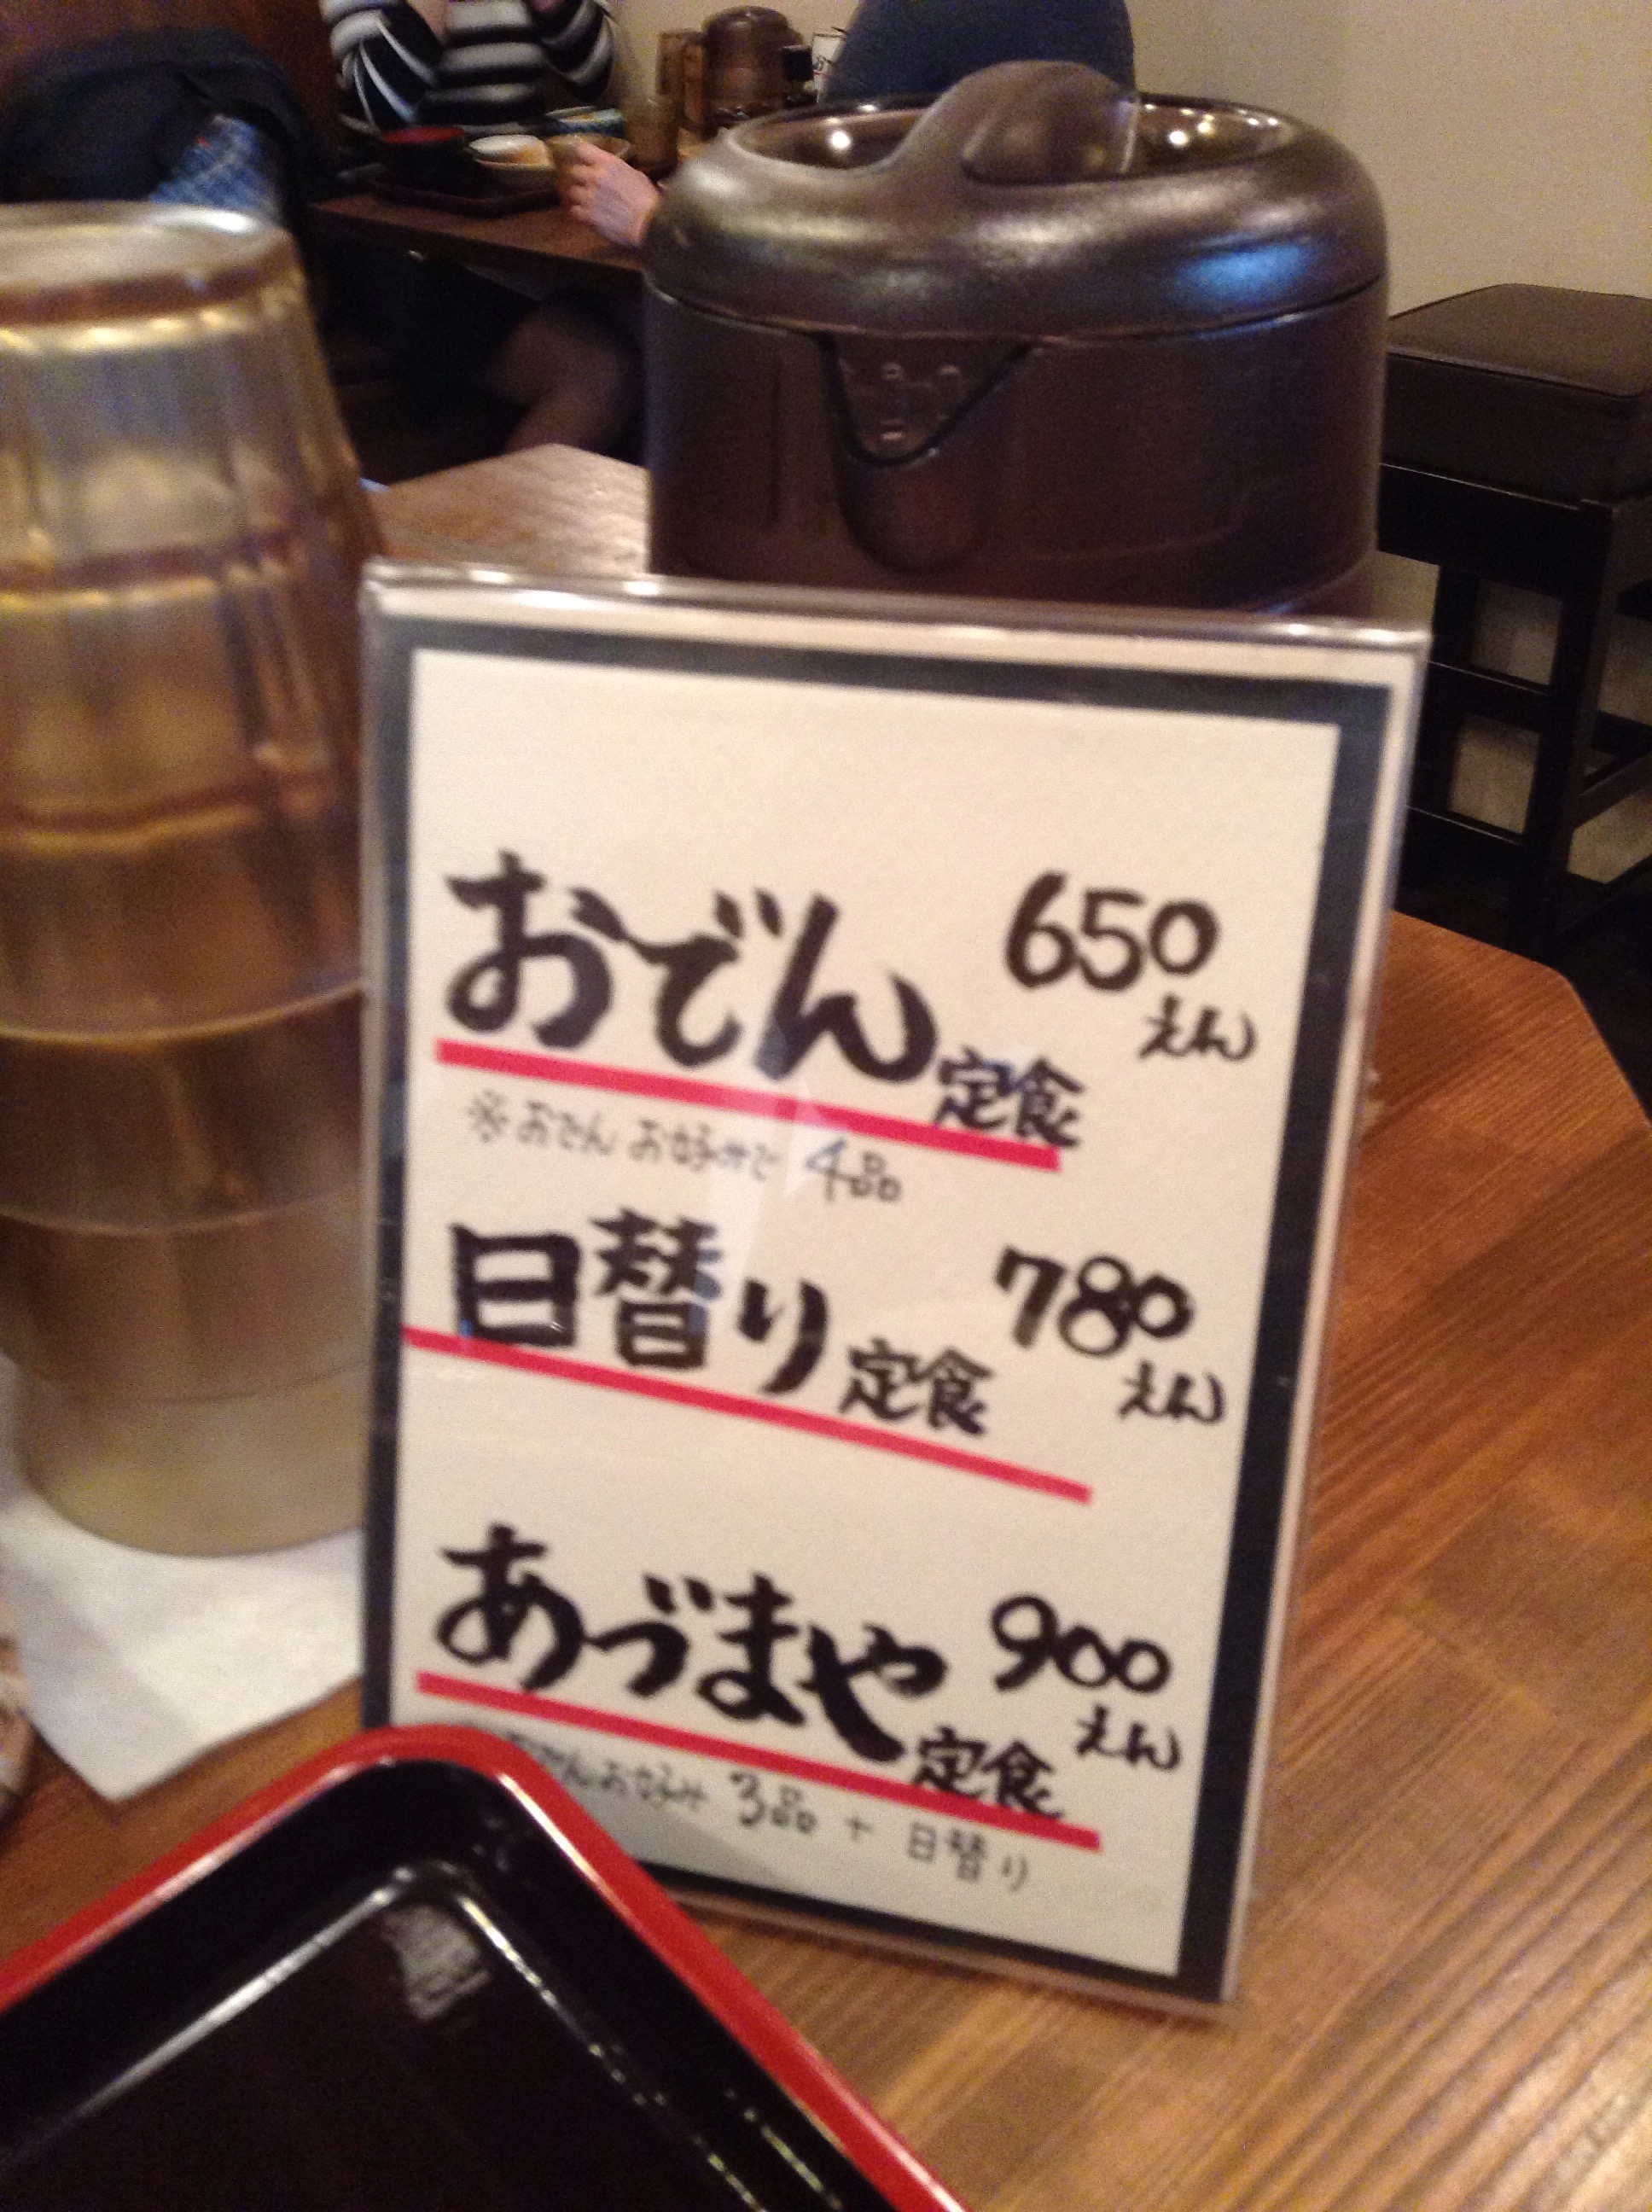 おでん定食 650えん
※おでん お好みで 4品
日替り定食 780えん
あづまや定食 900えん
おでんお好み 3品 + 日替り